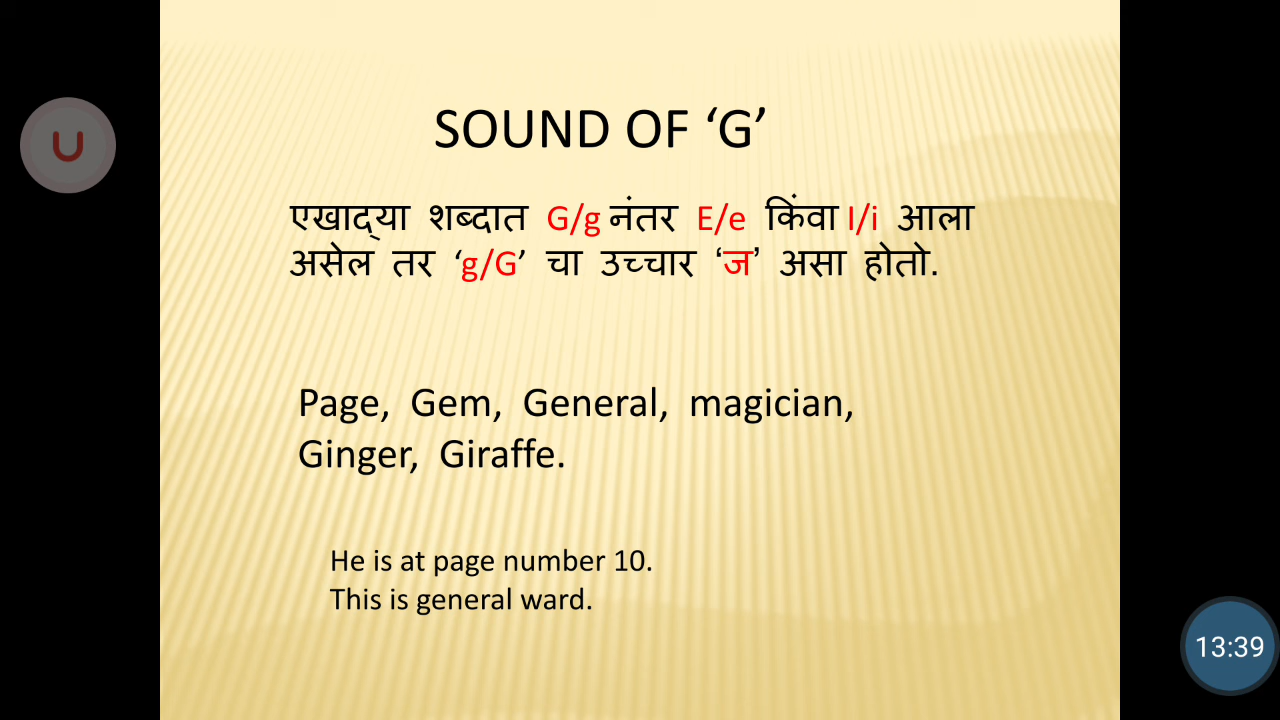 SOUND OF ‘G’
एखाद्या शब्दात G/g नंतर E/e किंवा I/i आला
असेल तर ‘g/G’ चा उच्चार ‘ज’ असा होतो.
Page, Gem, General, magician,
Ginger, Giraffe.
He is at page number 10.
This is general ward.
13:39